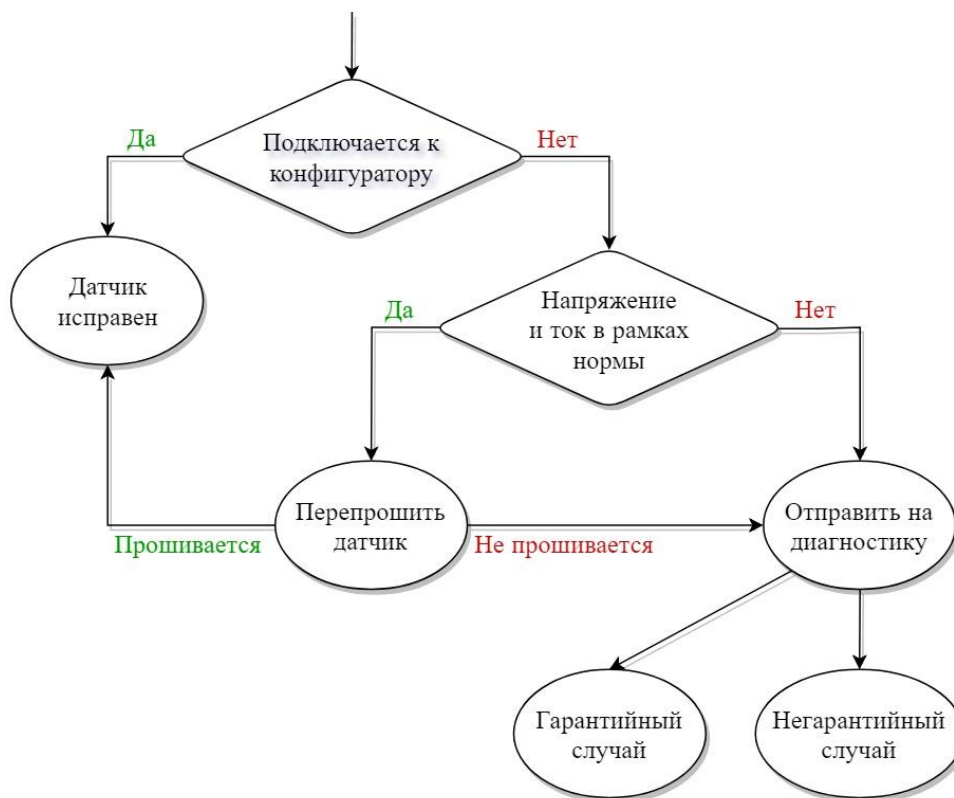 Да
Подключается к
конфигуратору
Нет
Датчик
исправен
Да
Напряжение
и ток в рамках
нормы
Нет
Прошивается
Перепрошить
датчик
Не прошивается
Отправить на
диагностику
Гарантийный
случай
Негарантийный
случай